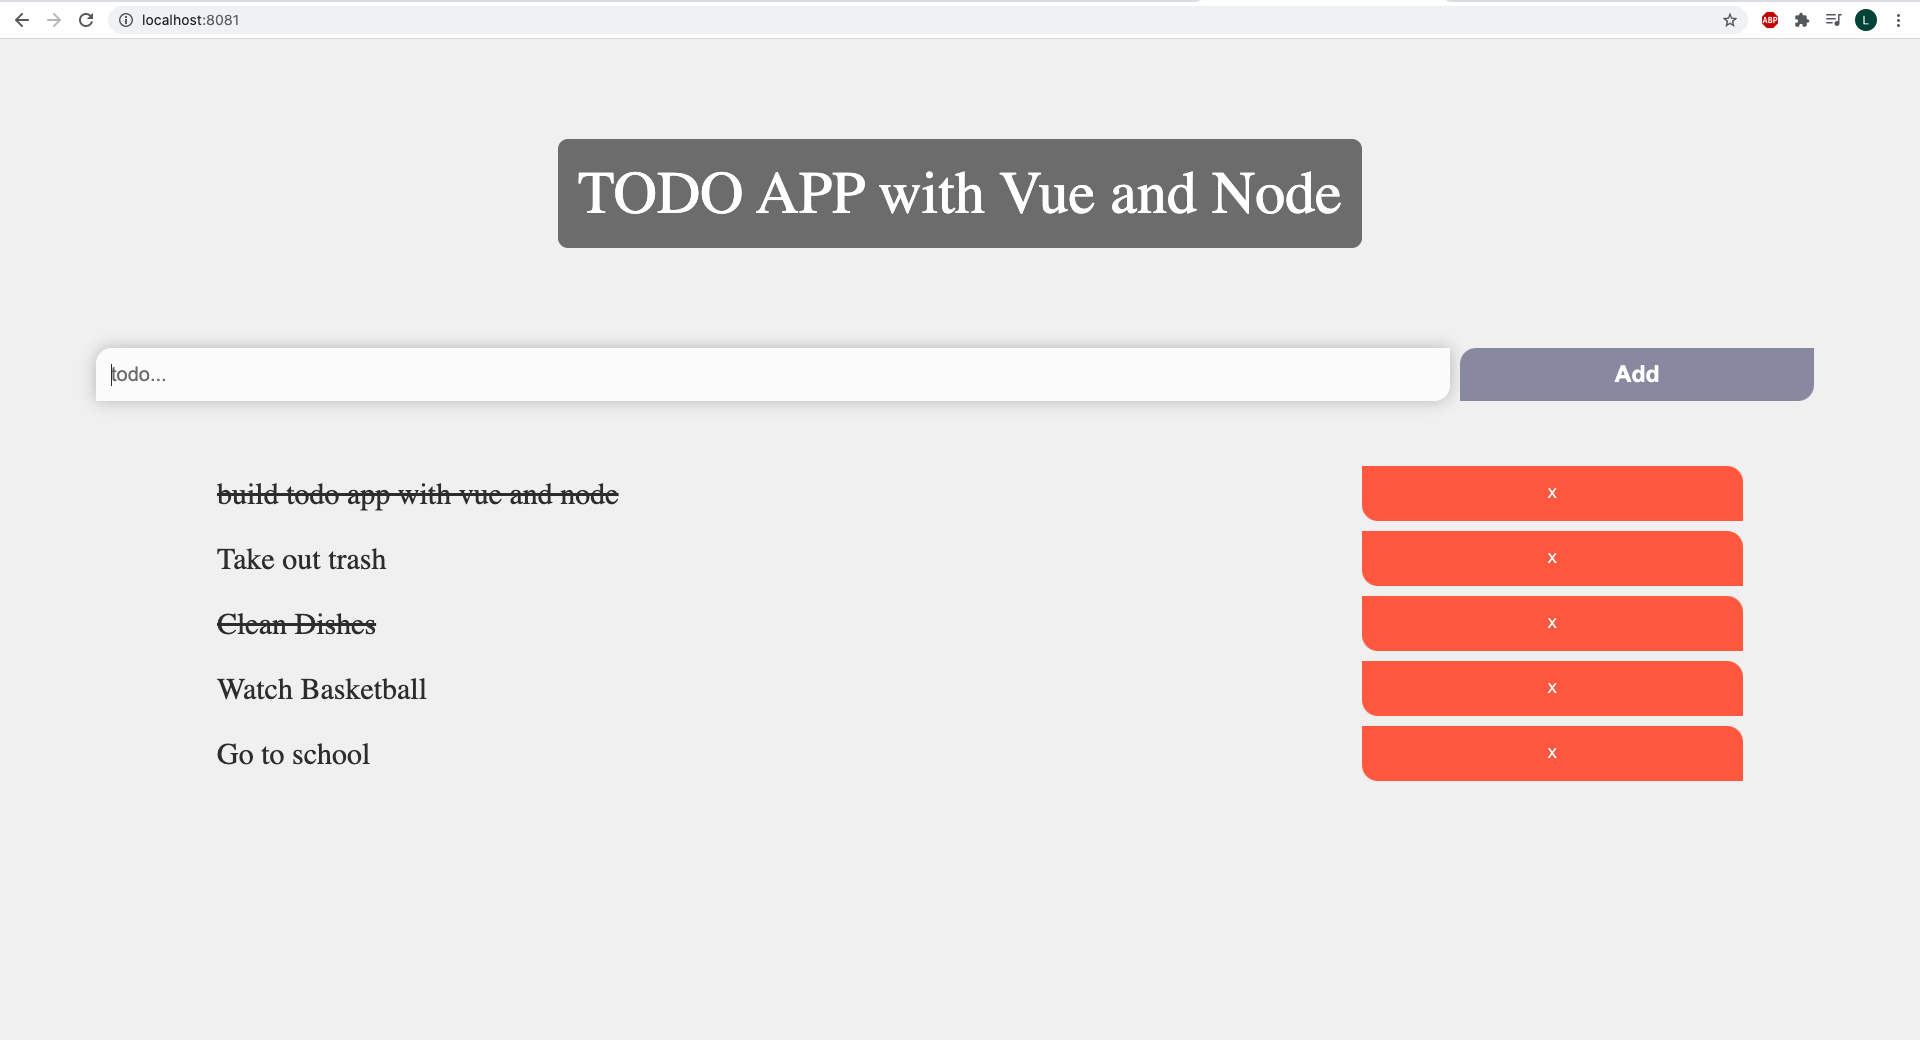 localhost:8081
ABP
L
TODO APP with Vue and Node
todo...
Add
build todo app with vue and node
x
Take out trash
x
Clean Dishes
x
Watch Basketball
x
Go to school
x